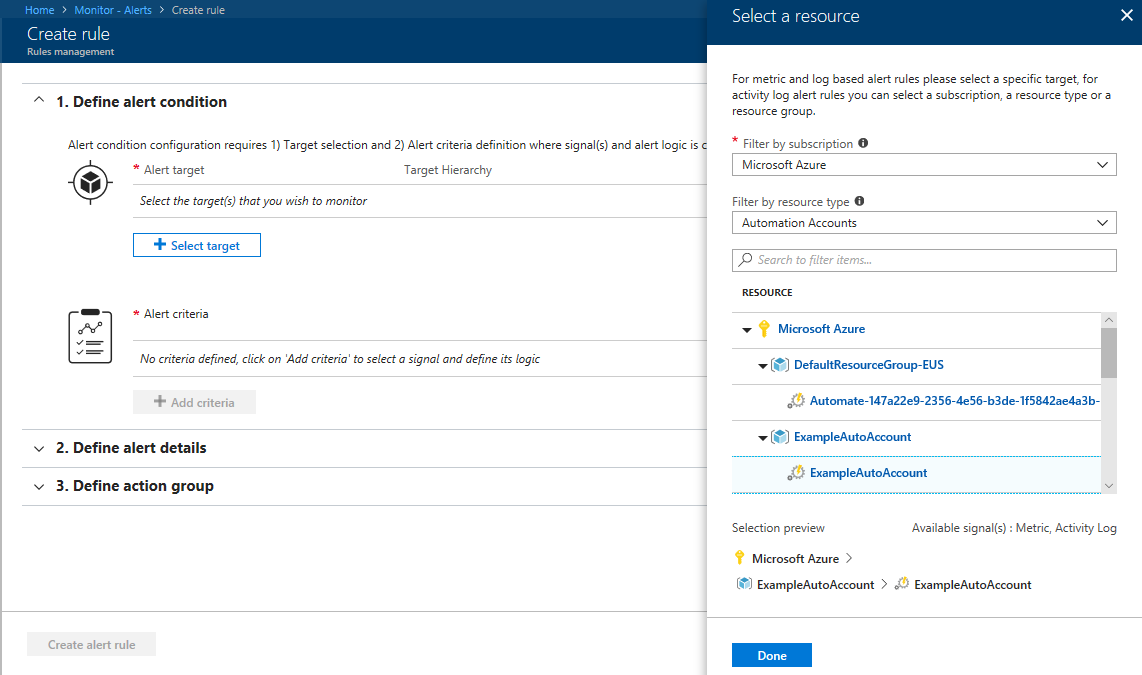 Home > Monitor - Alerts > Create rule
Create rule
Rules management
1. Define alert condition
Alert condition configuration requires 1) Target selection and 2) Alert criteria definition where signal(s) and alert logic is c
* Alert target Target Hierarchy
Select the target(s) that you wish to monitor
+ Select target
* Alert criteria
No criteria defined, click on 'Add criteria' to select a signal and define its logic
+ Add criteria
2. Define alert details
3. Define action group
Create alert rule
Select a resource
For metric and log based alert rules please select a specific target, for
activity log alert rules you can select a subscription, a resource type or a
resource group.
* Filter by subscription
Microsoft Azure
Filter by resource type
Automation Accounts
Search to filter items...
RESOURCE
Microsoft Azure
DefaultResourceGroup-EUS
Automate-147a22e9-2356-4e56-b3de-1f5842ae4a3b-
ExampleAutoAccount
ExampleAutoAccount
Selection preview Available signal(s) : Metric, Activity Log
Microsoft Azure >
ExampleAutoAccount > ExampleAutoAccount
Done